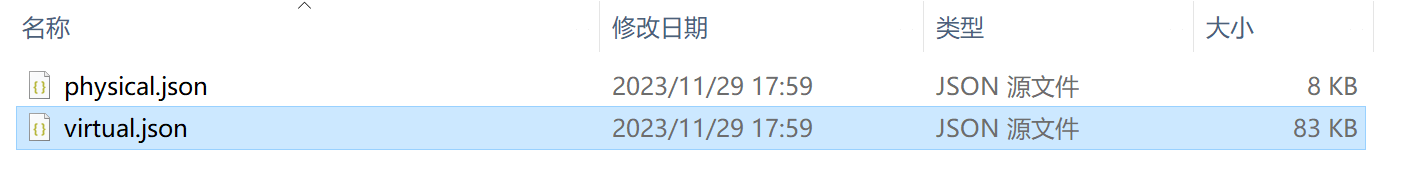 名称 修改日期 类型 大小
physical.json 2023/11/29 17:59 JSON 源文件 8 KB
virtual.json 2023/11/29 17:59 JSON 源文件 83 KB